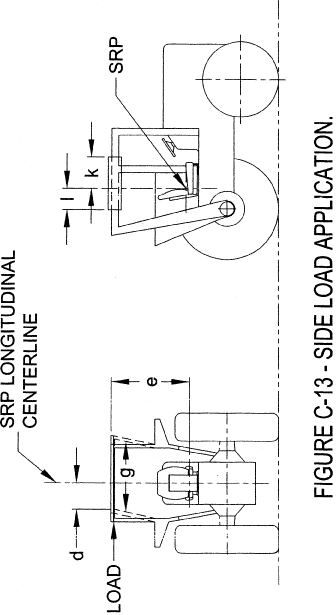 SRP LONGITUDINAL
CENTERLINE
d
LOAD
g
e
l
k
SRP
FIGURE C-13 - SIDE LOAD APPLICATION.